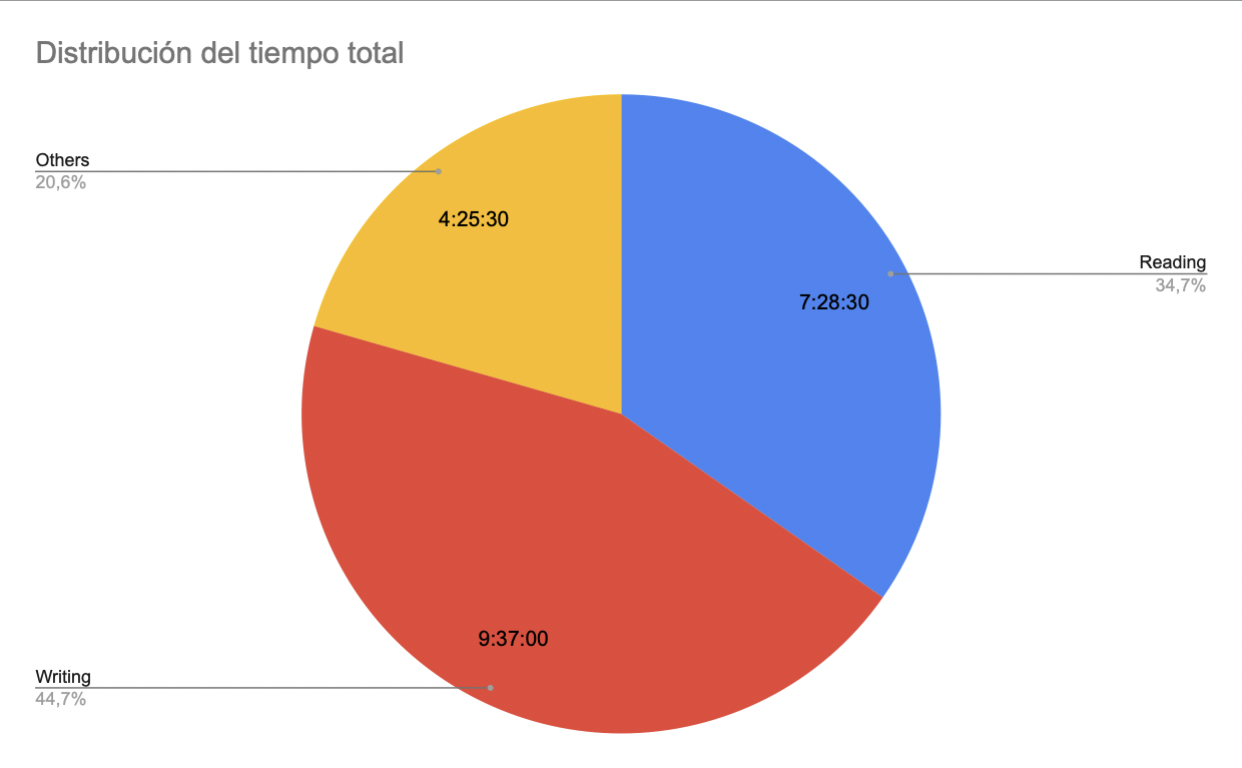 Distribución del tiempo total
Others
20,6%
4:25:30
Reading
34,7%
7:28:30
9:37:00
Writing
44,7%